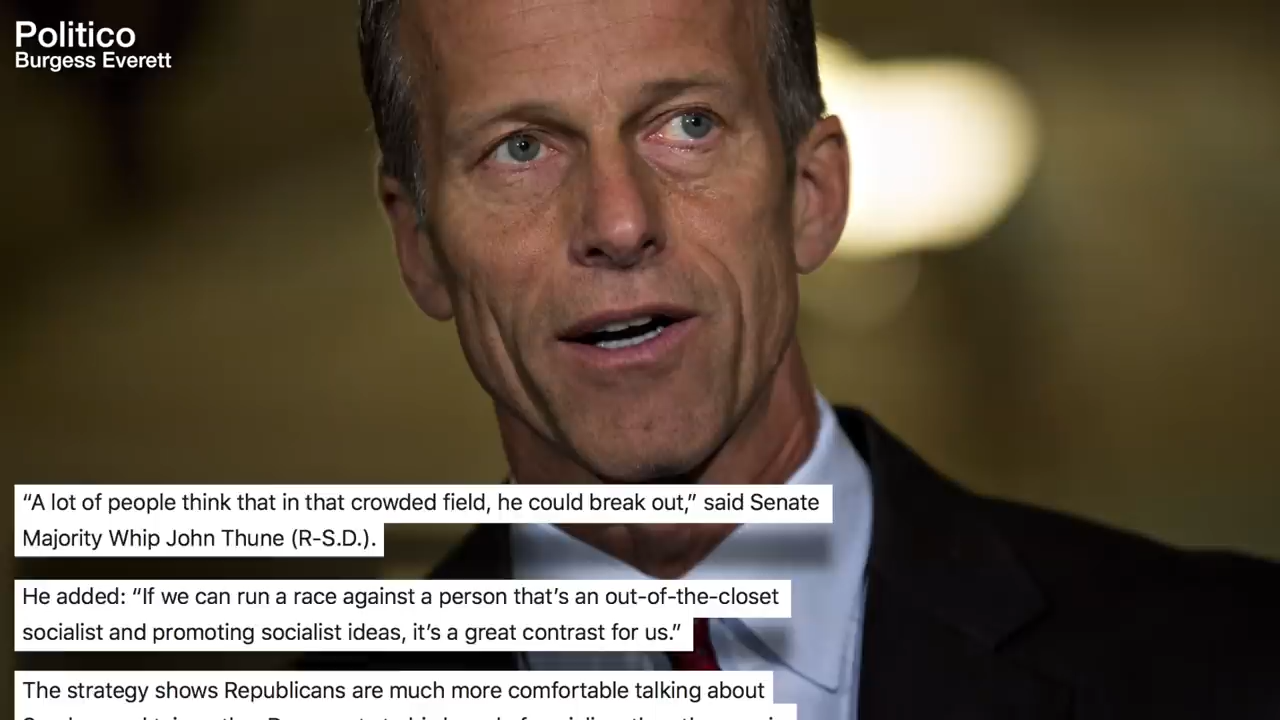 Politico
Burgess Everett
“A lot of people think that in that crowded field, he could break out,” said Senate
Majority Whip John Thune (R-S.D.).
He added: “If we can run a race against a person that’s an out-of-the-closet
socialist and promoting socialist ideas, it’s a great contrast for us.”
The strategy shows Republicans are much more comfortable talking about